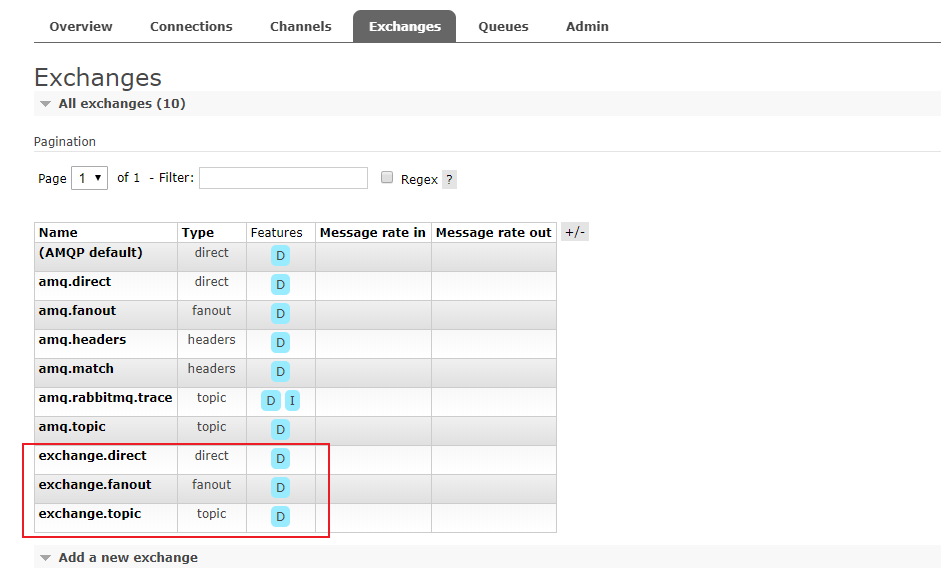 Overview Connections Channels Exchanges Queues Admin
Exchanges
All exchanges (10)
Pagination
Page 1 of 1 - Filter: Regex ?
Name Type Features Message rate in Message rate out +/-
(AMQP default) direct D
amq.direct direct D
amq.fanout fanout D
amq.headers headers D
amq.match headers D
amq.rabbitmq.trace topic D I
amq.topic topic D
exchange.direct direct D
exchange.fanout fanout D
exchange.topic topic D
Add a new exchange